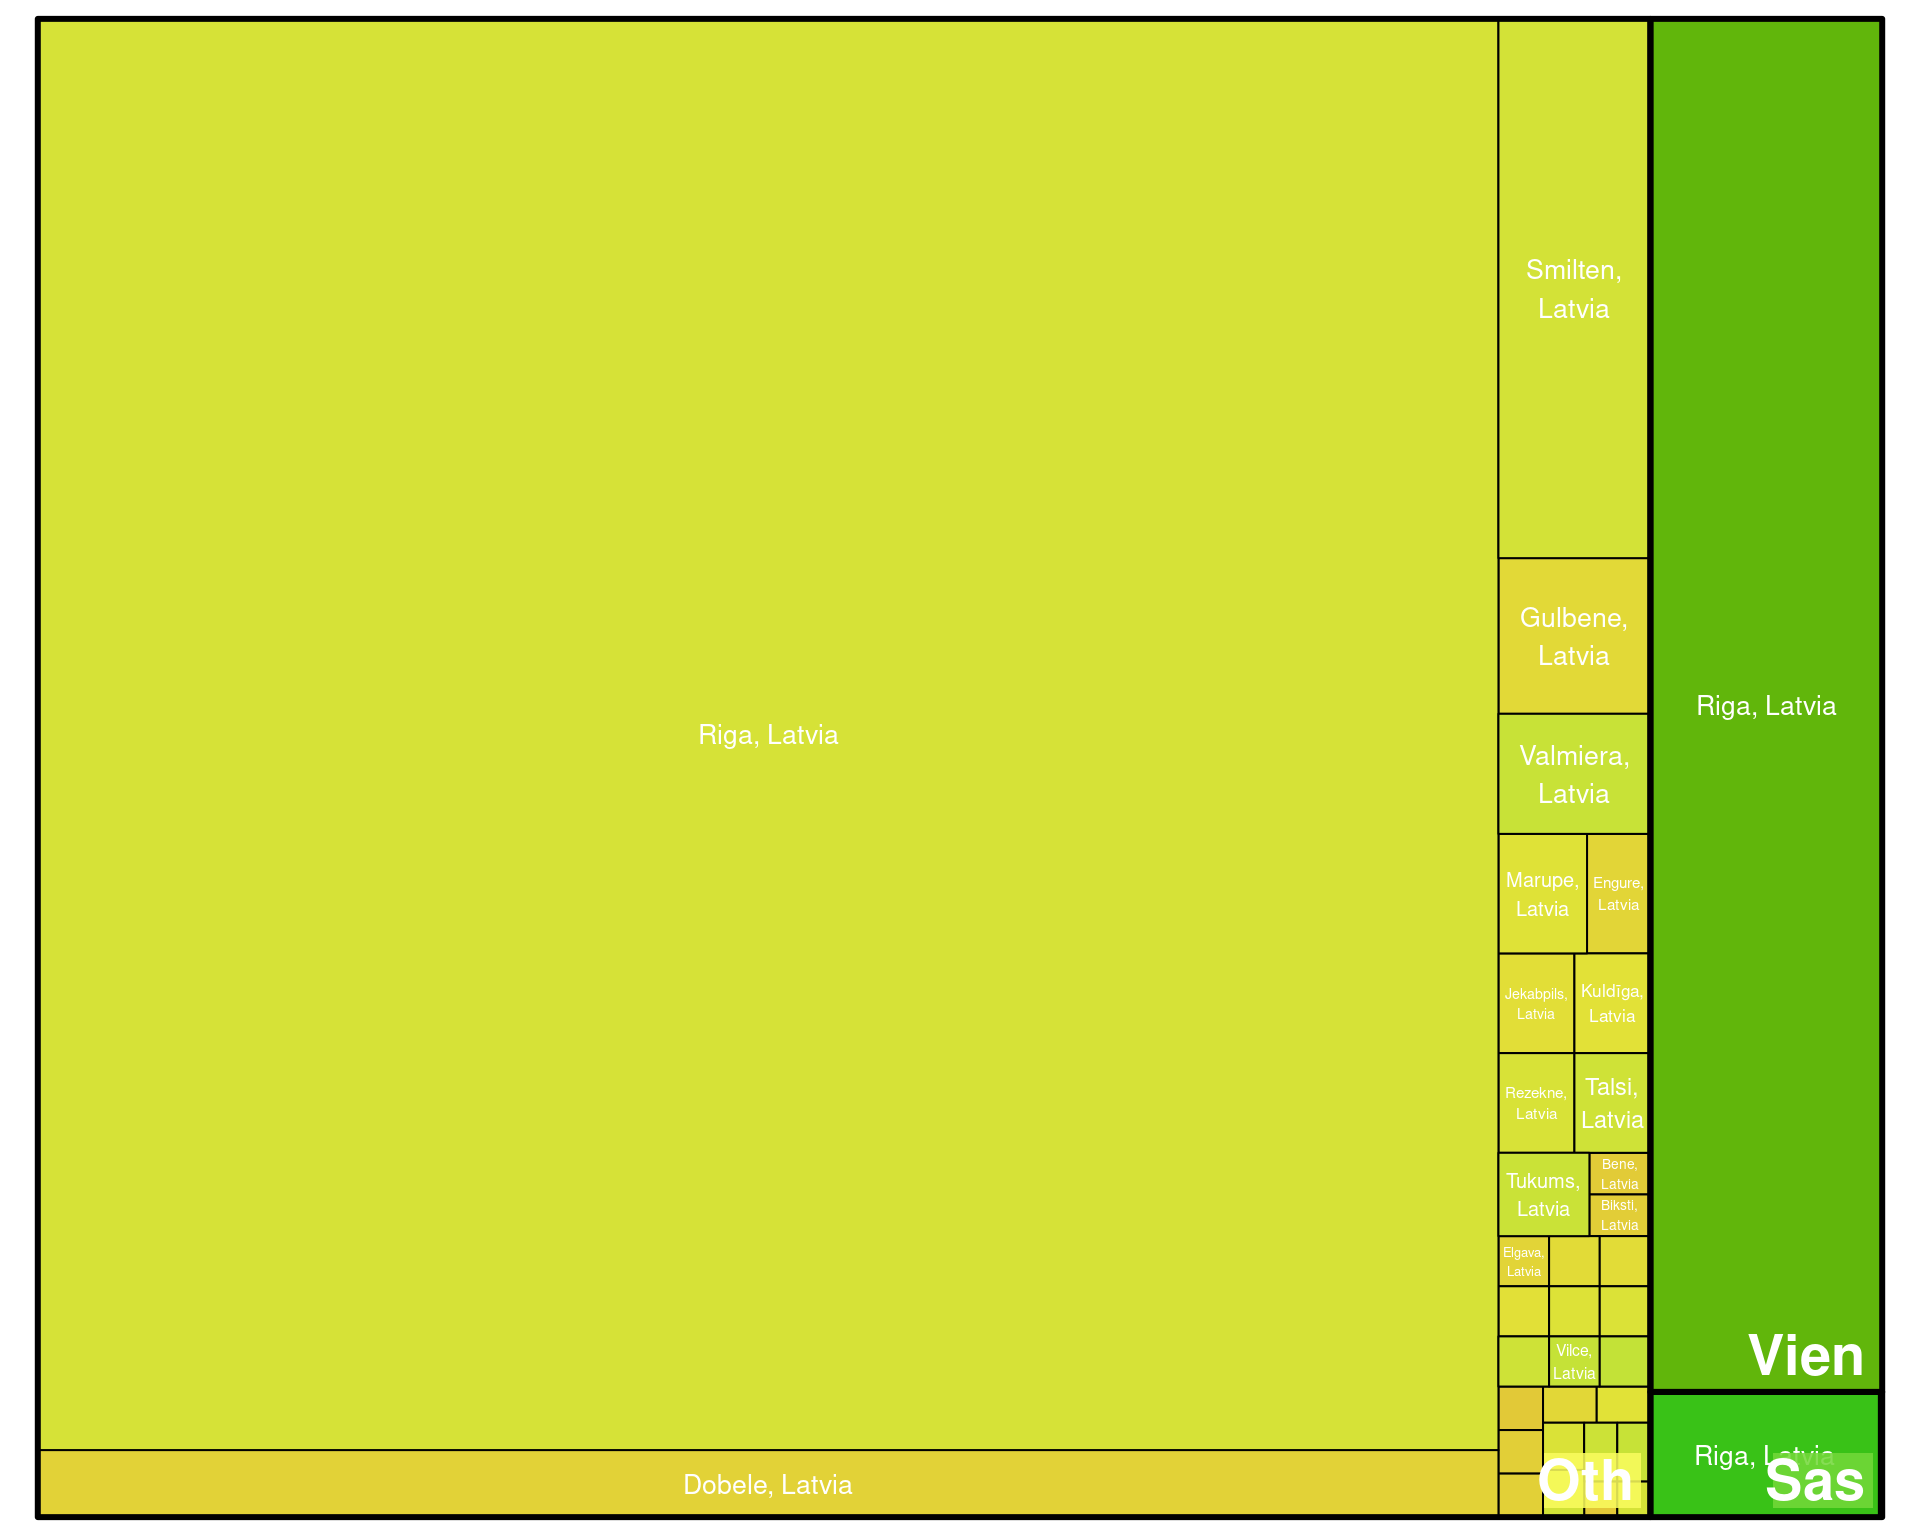 Riga, Latvia
Dobele, Latvia
Smilten,
Latvia
Gulbene,
Latvia
Valmiera,
Latvia
Marupe,
Latvia
Engure,
Latvia
Jekabpils,
Latvia
Kuldīga,
Latvia
Rezekne,
Latvia
Talsi,
Latvia
Tukums,
Latvia
Bene,
Latvia
Biksti,
Latvia
Elgava,
Latvia
Vilce,
Latvia
Oth
Riga, Latvia
Vien
Riga, Latvia
Sas